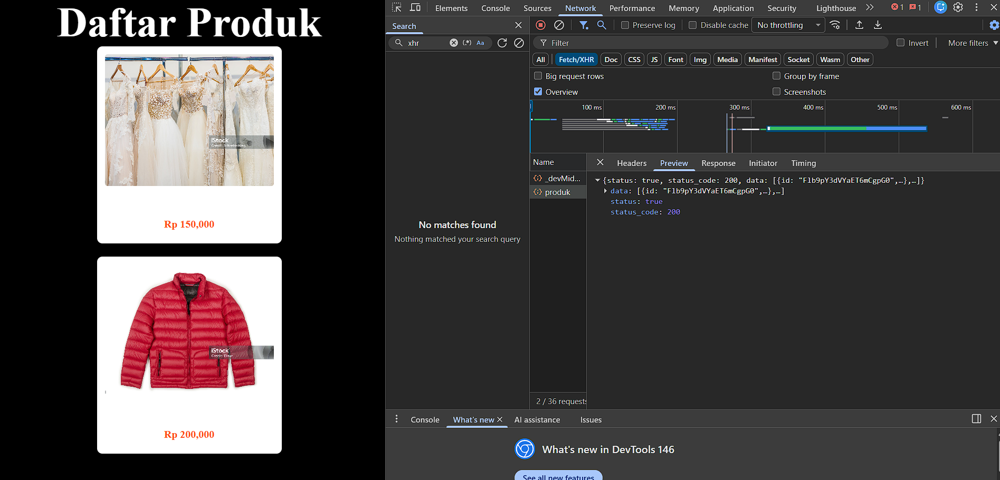 Daftar Produk
iStock
Credit: Silk-stocking
Rp 150,000
iStock
Credit: Elnur
Rp 200,000
Elements Console Sources Network Performance Memory Application Security Lighthouse 1 1
Search
xhr (.*) Aa
No matches found
Nothing matched your search query
Preserve log Disable cache No throttling
Filter Invert More filters
All Fetch/XHR Doc CSS JS Font Img Media Manifest Socket Wasm Other
Big request rows Group by frame
Overview Screenshots
100 ms 200 ms 300 ms 400 ms 500 ms 600 ms
Name
_devMid...
produk
2 / 36 requests
Headers Preview Response Initiator Timing
{status: true, status_code: 200, data: [{id: "Flb9pY3dVYaET6mCgpG0",…},…]}
data: [{id: "Flb9pY3dVYaET6mCgpG0",…},…]
status: true
status_code: 200
Console What's new AI assistance Issues
What's new in DevTools 146
See all new features